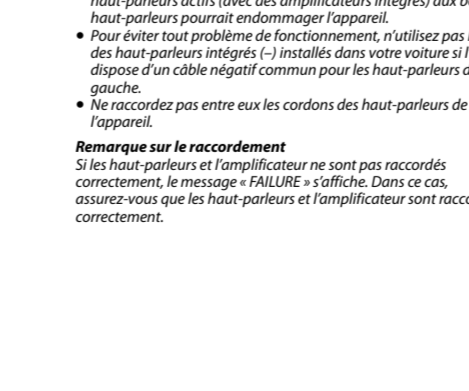 haut-parleurs actifs (avec des amplificateurs intégrés) aux
haut-parleurs pourrait endommager l'appareil.
• Pour éviter tout problème de fonctionnement, n'utilisez pas
des haut-parleurs intégrés (–) installés dans votre voiture si
dispose d'un câble négatif commun pour les haut-parleurs
gauche.
• Ne raccordez pas entre eux les cordons des haut-parleurs de
l'appareil.
Remarque sur le raccordement
Si les haut-parleurs et l'amplificateur ne sont pas raccordés
correctement, le message « FAILURE » s'affiche. Dans ce cas,
assurez-vous que les haut-parleurs et l'amplificateur sont
correctement.